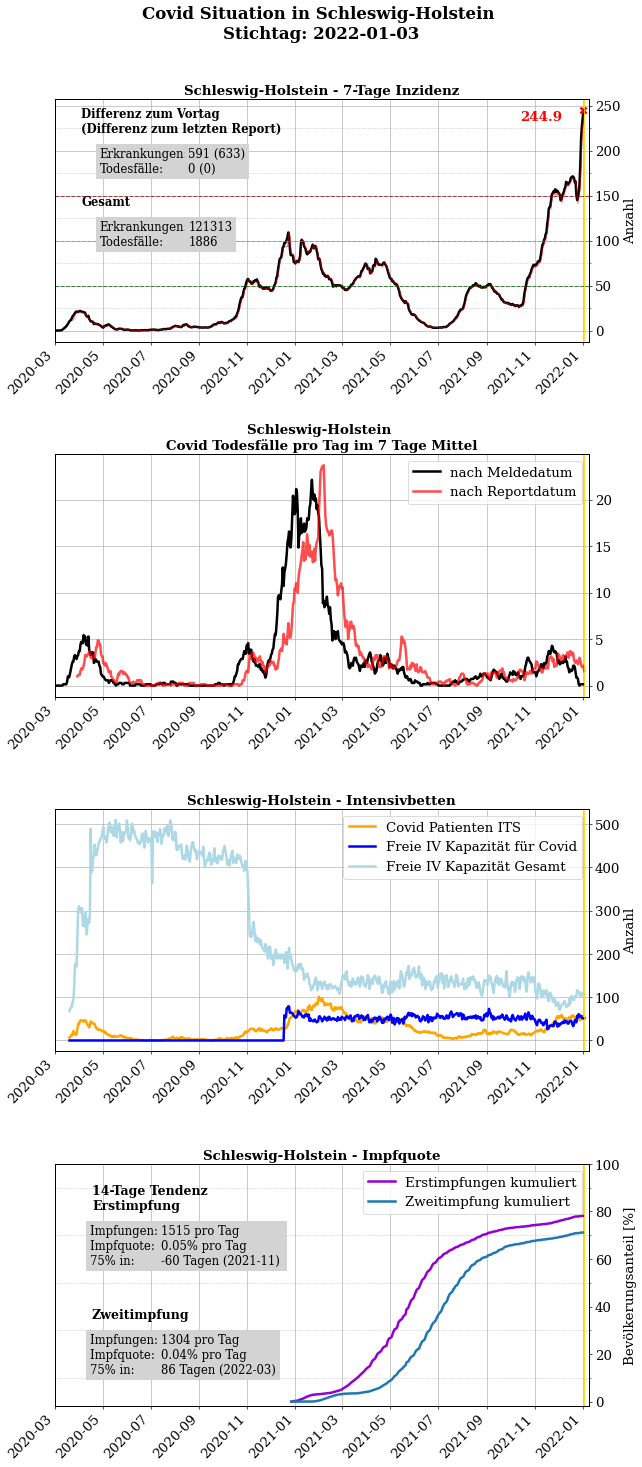 Covid Situation in Schleswig-Holstein
Stichtag: 2022-01-03
Schleswig-Holstein - 7-Tage Inzidenz
Differenz zum Vortag
(Differenz zum letzten Report)
Erkrankungen 591 (633)
Todesfälle: 0 (0)
Gesamt
Erkrankungen 121313
Todesfälle: 1886
244.9
250
200
150
100
50
0
Anzahl
2020-03
2020-05
2020-07
2020-09
2020-11
2021-01
2021-03
2021-05
2021-07
2021-09
2021-11
2022-01
Schleswig-Holstein
Covid Todesfälle pro Tag im 7 Tage Mittel
nach Meldedatum
nach Reportdatum
20
15
10
5
0
2020-03
2020-05
2020-07
2020-09
2020-11
2021-01
2021-03
2021-05
2021-07
2021-09
2021-11
2022-01
Schleswig-Holstein - Intensivbetten
Covid Patienten ITS
Freie IV Kapazität für Covid
Freie IV Kapazität Gesamt
500
400
300
200
100
0
Anzahl
2020-03
2020-05
2020-07
2020-09
2020-11
2021-01
2021-03
2021-05
2021-07
2021-09
2021-11
2022-01
Schleswig-Holstein - Impfquote
Erstimpfungen kumuliert
Zweitimpfung kumuliert
14-Tage Tendenz
Erstimpfung
Impfungen: 1515 pro Tag
Impfquote: 0.05% pro Tag
75% in: -60 Tagen (2021-11)
Zweitimpfung
Impfungen: 1304 pro Tag
Impfquote: 0.04% pro Tag
75% in: 86 Tagen (2022-03)
100
80
60
40
20
0
Bevölkerungsanteil [%]
2020-03
2020-05
2020-07
2020-09
2020-11
2021-01
2021-03
2021-05
2021-07
2021-09
2021-11
2022-01